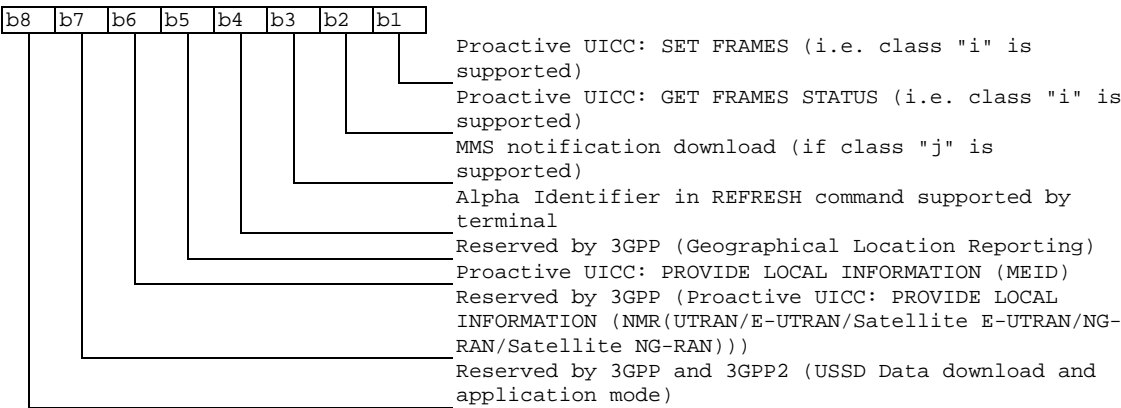 b8 b7 b6 b5 b4 b3 b2 b1
Proactive UICC: SET FRAMES (i.e. class "i" is
supported)
Proactive UICC: GET FRAMES STATUS (i.e. class "i" is
supported)
MMS notification download (if class "j" is
supported)
Alpha Identifier in REFRESH command supported by
terminal
Reserved by 3GPP (Geographical Location Reporting)
Proactive UICC: PROVIDE LOCAL INFORMATION (MEID)
Reserved by 3GPP (Proactive UICC: PROVIDE LOCAL
INFORMATION (NMR(UTRAN/E-UTRAN/Satellite E-UTRAN/NG-
RAN/Satellite NG-RAN)))
Reserved by 3GPP and 3GPP2 (USSD Data download and
application mode)